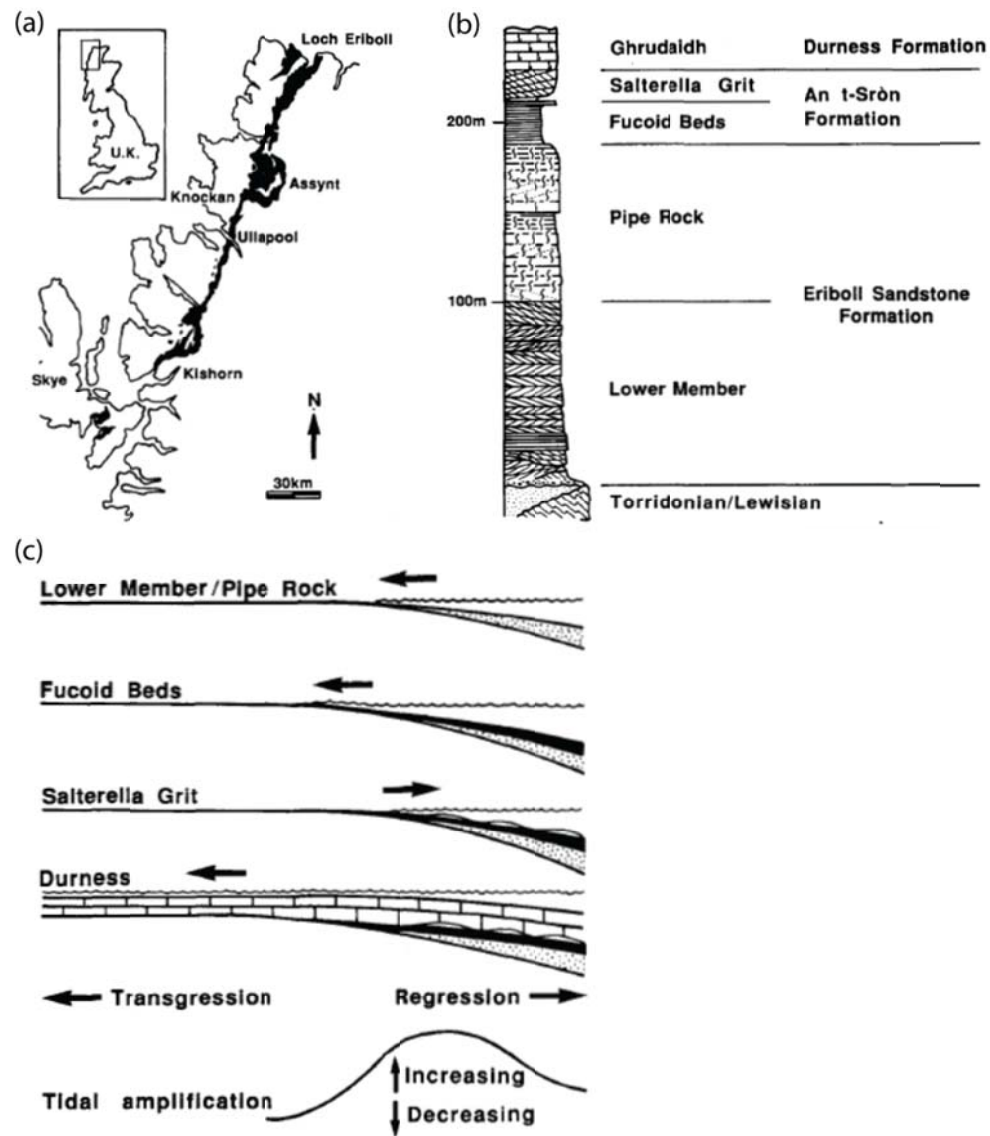 (a)
Loch Eriboll
U.K.
Assynt
Knockan
Ullapool
Skye
Kishorn
N
30km
(b)
Ghrudaidh
Durness Formation
Salterella Grit
An t-Sròn
Formation
200m
Fucoid Beds
Pipe Rock
100m
Eriboll Sandstone
Formation
Lower Member
Torridonian/Lewisian
(c)
Lower Member/Pipe Rock
Fucoid Beds
Salterella Grit
Durness
Transgression
Regression
Increasing
Tidal amplification
Decreasing